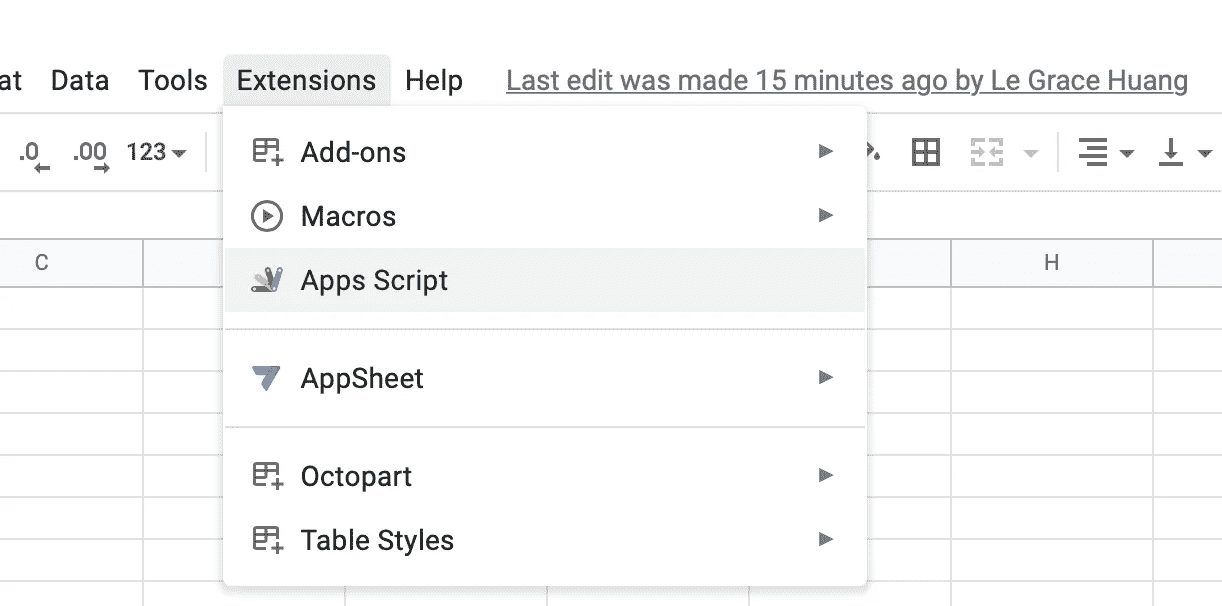 at Data Tools Extensions Help Last edit was made 15 minutes ago by Le Grace Huang
.0 .00 123
Add-ons
Macros
Apps Script
AppSheet
Octopart
Table Styles
C H